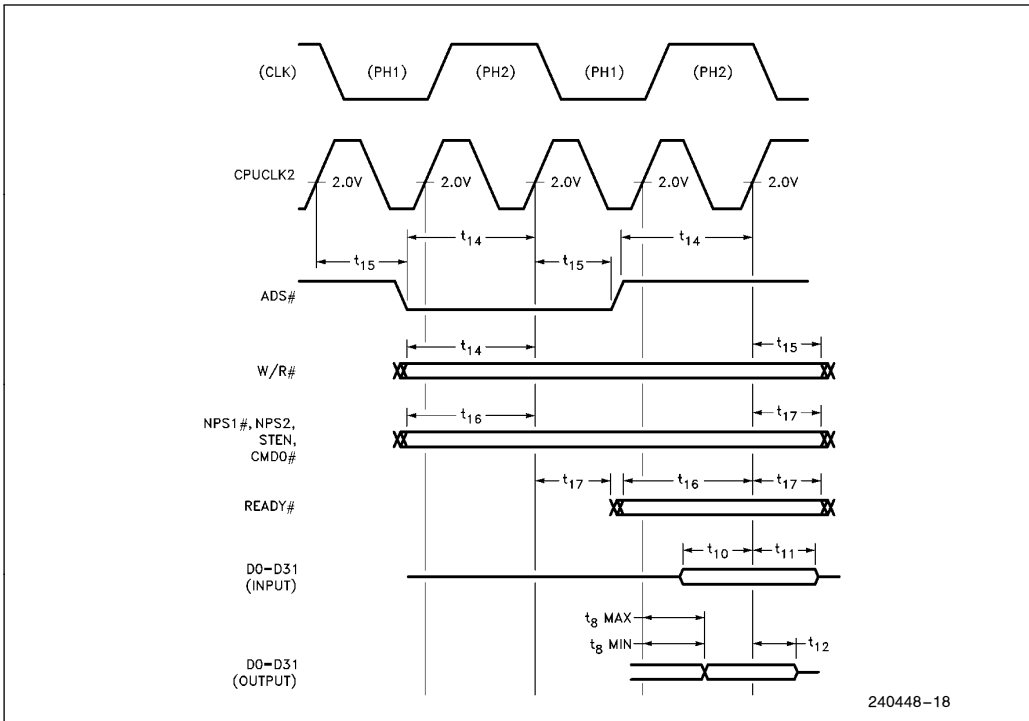 (CLK)
(PH1) (PH2) (PH1) (PH2)
CPUCLK2
2.0V 2.0V 2.0V 2.0V 2.0V
t14 t14
t15 t15
ADS#
t14 t15
W/R#
NPS1#, NPS2,
STEN,
CMD0#
t16 t17
t17 t16 t17
READY#
t10 t11
D0-D31
(INPUT)
t8 MAX
t8 MIN t12
D0-D31
(OUTPUT)
240448-18